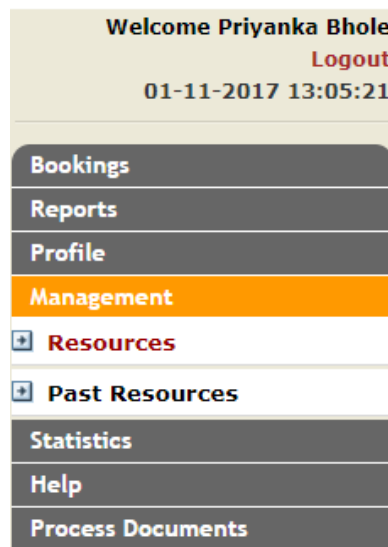 Welcome Priyanka Bhole
Logout
01-11-2017 13:05:21
Bookings
Reports
Profile
Management
Resources
Past Resources
Statistics
Help
Process Documents